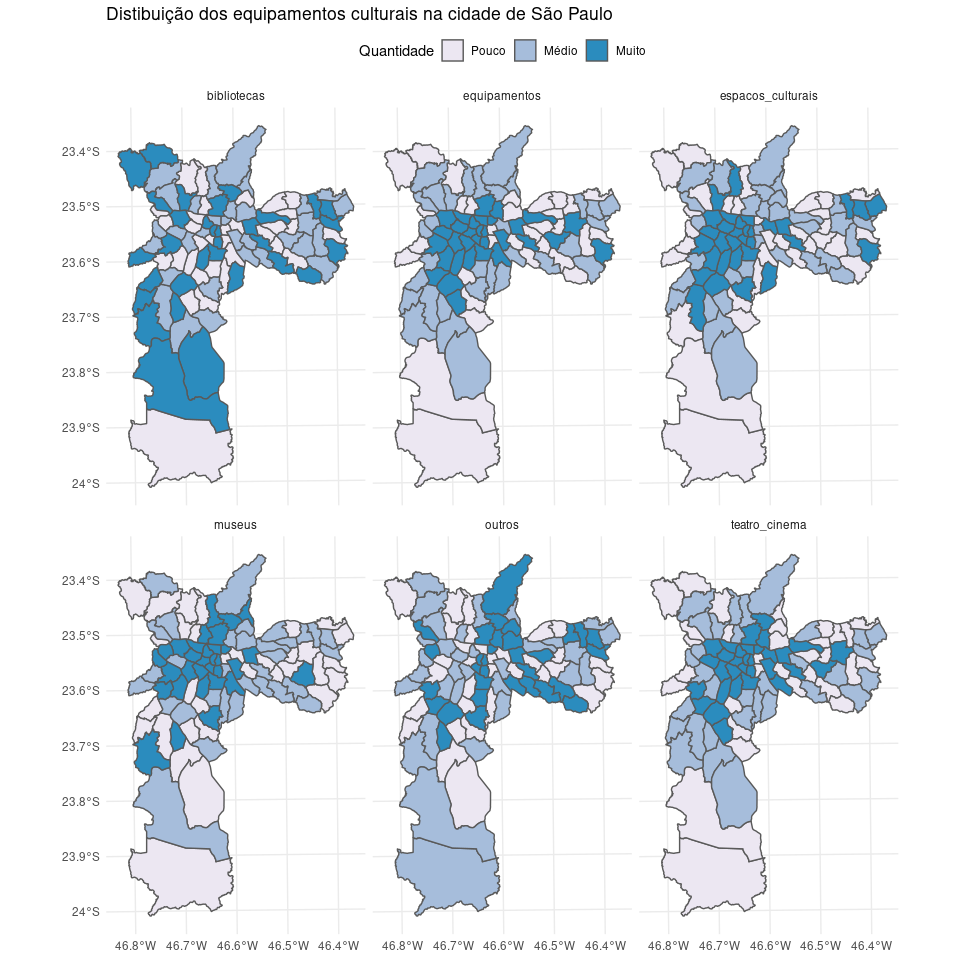 Distibuição dos equipamentos culturais na cidade de São Paulo
Quantidade Pouco Médio Muito
bibliotecas equipamentos espacos_culturais
23.4°S
23.5°S
23.6°S
23.7°S
23.8°S
23.9°S
24°S
museus outros teatro_cinema
23.4°S
23.5°S
23.6°S
23.7°S
23.8°S
23.9°S
24°S
46.8°W 46.7°W 46.6°W 46.5°W 46.4°W 46.8°W 46.7°W 46.6°W 46.5°W 46.4°W 46.8°W 46.7°W 46.6°W 46.5°W 46.4°W